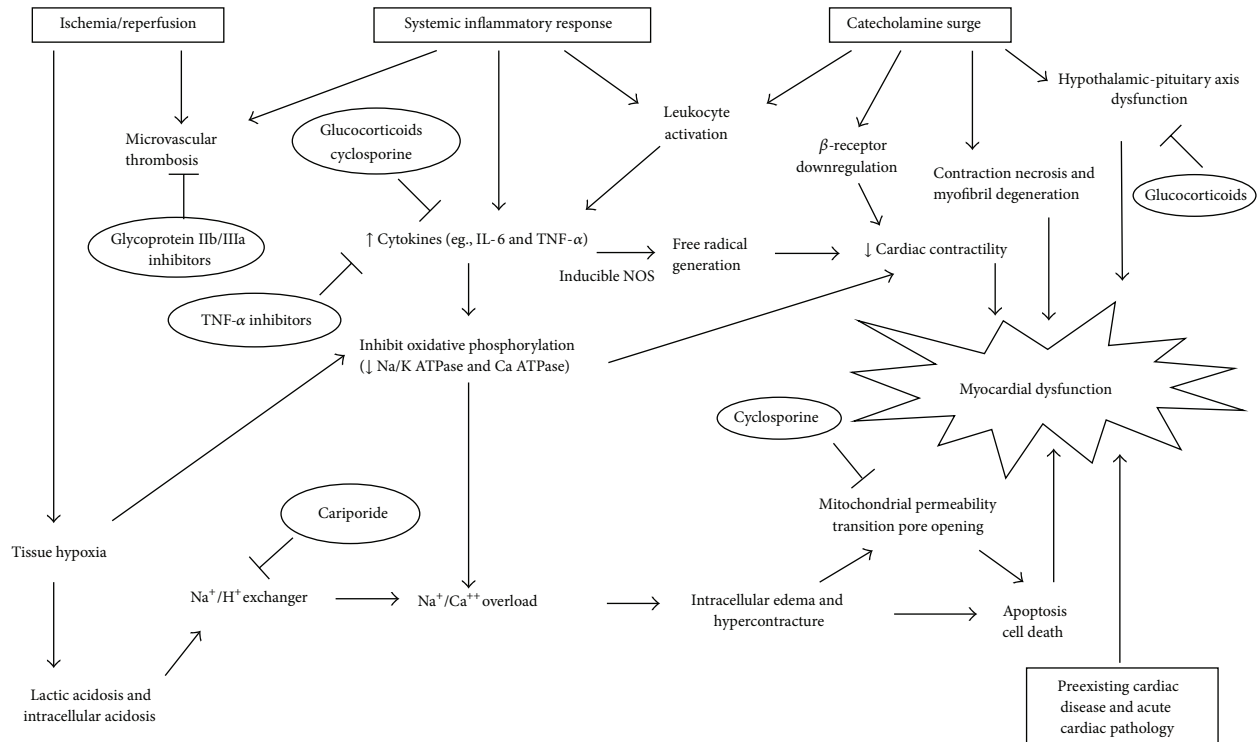 Ischemia/reperfusion
Systemic inflammatory response
Catecholamine surge
Hypothalamic-pituitary axis
dysfunction
Leukocyte
activation
Glucocorticoids
cyclosporine
Microvascular
thrombosis
β-receptor
downregulation
Contraction necrosis and
myofibril degeneration
Glucocorticoids
Glycoprotein IIb/IIIa
inhibitors
↑ Cytokines (eg., IL-6 and TNF-α)
Inducible NOS
Free radical
generation
↓ Cardiac contractility
TNF-α inhibitors
Inhibit oxidative phosphorylation
(↓ Na/K ATPase and Ca ATPase)
Myocardial dysfunction
Cyclosporine
Mitochondrial permeability
transition pore opening
Cariporide
Tissue hypoxia
Na⁺/H⁺ exchanger
Na⁺/Ca⁺⁺ overload
Intracellular edema and
hypercontracture
Apoptosis
cell death
Lactic acidosis and
intracellular acidosis
Preexisting cardiac
disease and acute
cardiac pathology